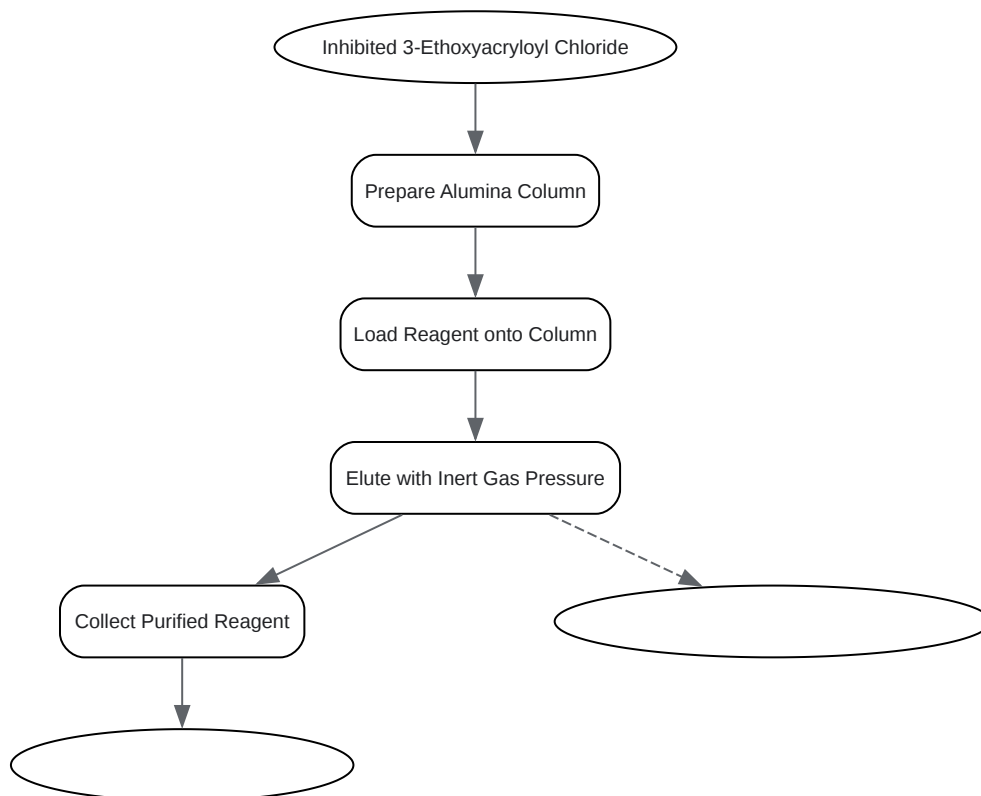 Inhibited 3-Ethoxyacryloyl Chloride
Prepare Alumina Column
Load Reagent onto Column
Elute with Inert Gas Pressure
Collect Purified Reagent